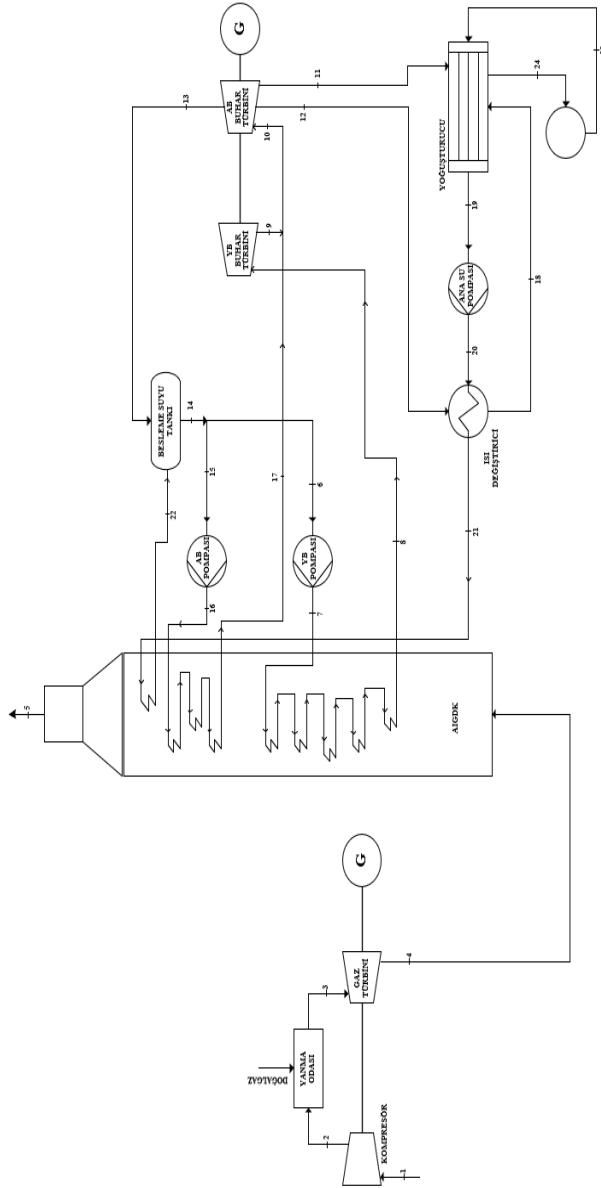 5
G
13
AB
BUHAR
TÜRBİNİ
11
12
10
YB
BUHAR
TÜRBİNİ
9
YOĞUŞTURUCU
24
19
ANA SU
POMPASI
18
20
ISI
DEĞİŞTİRİCİ
21
BESLEME SUYU
TANKI
14
22
15
17
6
AB
POMPASI
YB
POMPASI
16
7
8
AIGDK
G
GAZ
TÜRBİNİ
4
3
DOĞALGAZ
YANMA
ODASI
2
KOMPRESÖR
1